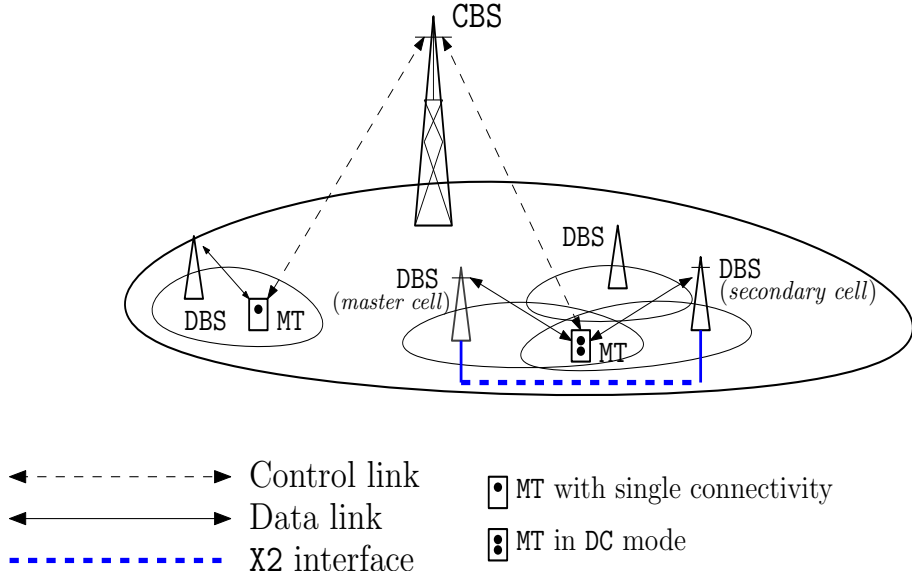 CBS
DBS
DBS
DBS
(master cell)
(secondary cell)
DBS
MT
MT
Control link
Data link
X2 interface
MT with single connectivity
MT in DC mode